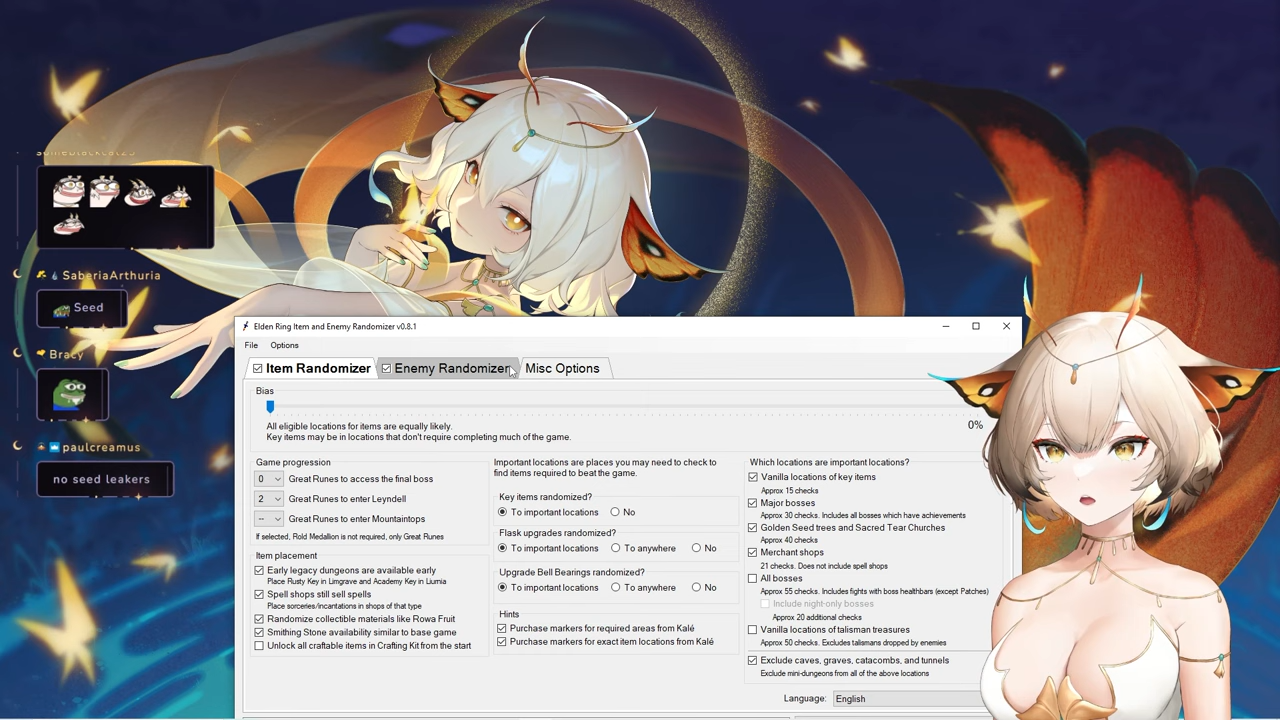 SaberiaArthuria
Seed
Bracy
paulcreamus
no seed leakers
Elden Ring Item and Enemy Randomizer v0.8.1
File Options
Item Randomizer Enemy Randomizer Misc Options
Bias
All eligible locations for items are equally likely.
Key items may be in locations that don't require completing much of the game.
0%
Game progression
0 Great Runes to access the final boss
2 Great Runes to enter Leyndell
-- Great Runes to enter Mountaintops
If selected, Rold Medallion is not required, only Great Runes
Item placement
Early legacy dungeons are available early
Place Rusty Key in Limgrave and Academy Key in Liurnia
Spell shops still sell spells
Place sorceries/incantations in shops of that type
Randomize collectible materials like Rowa Fruit
Smithing Stone availability similar to base game
Unlock all craftable items in Crafting Kit from the start
Important locations are places you may need to check to
find items required to beat the game.
Key items randomized?
To important locations No
Flask upgrades randomized?
To important locations To anywhere No
Upgrade Bell Bearings randomized?
To important locations To anywhere No
Hints
Purchase markers for required areas from Kalé
Purchase markers for exact item locations from Kalé
Which locations are important locations?
Vanilla locations of key items
Approx 15 checks
Major bosses
Approx 30 checks. Includes all bosses which have achievements
Golden Seed trees and Sacred Tear Churches
Approx 40 checks
Merchant shops
21 checks. Does not include spell shops
All bosses
Approx 55 checks. Includes fights with boss healthbars (except Patches)
Include night-only bosses
Approx 20 additional checks
Vanilla locations of talisman treasures
Approx 50 checks. Excludes talismans dropped by enemies
Exclude caves, graves, catacombs, and tunnels
Exclude mini-dungeons from all of the above locations
Language: English